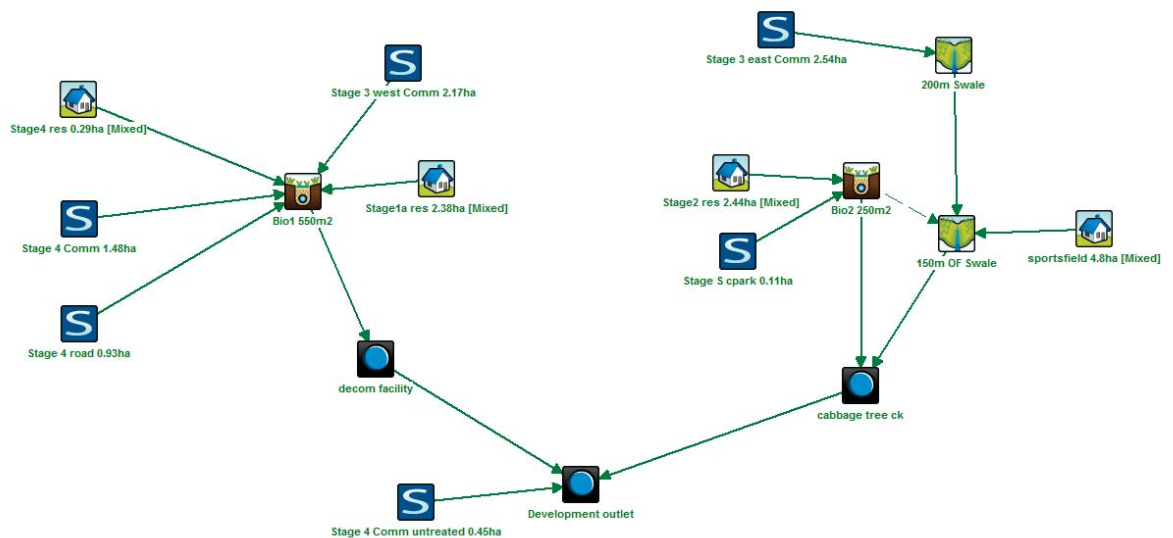 Stage 3 east Comm 2.54ha
200m Swale
Stage 3 west Comm 2.17ha
Stage4 res 0.29ha [Mixed]
Stage2 res 2.44ha [Mixed]
Bio2 250m2
Stage1a res 2.38ha [Mixed]
Bio1 550m2
Stage 4 Comm 1.48ha
150m OF Swale
sportsfield 4.8ha [Mixed]
Stage S cpark 0.11ha
Stage 4 road 0.93ha
decom facility
cabbage tree ck
Development outlet
Stage 4 Comm untreated 0.45ha